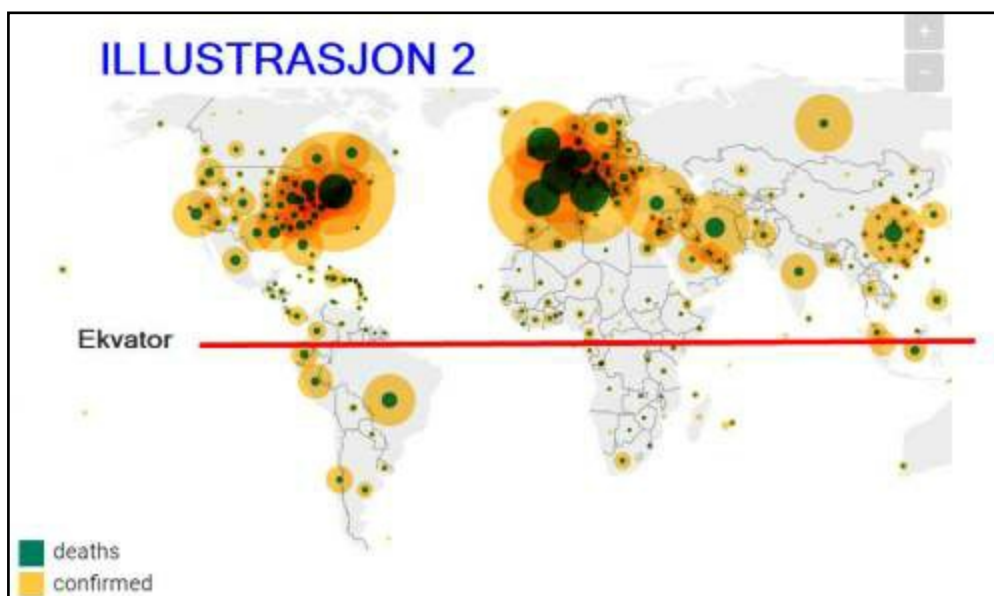 ILLUSTRASJON 2
+
−
Ekvator
deaths
confirmed